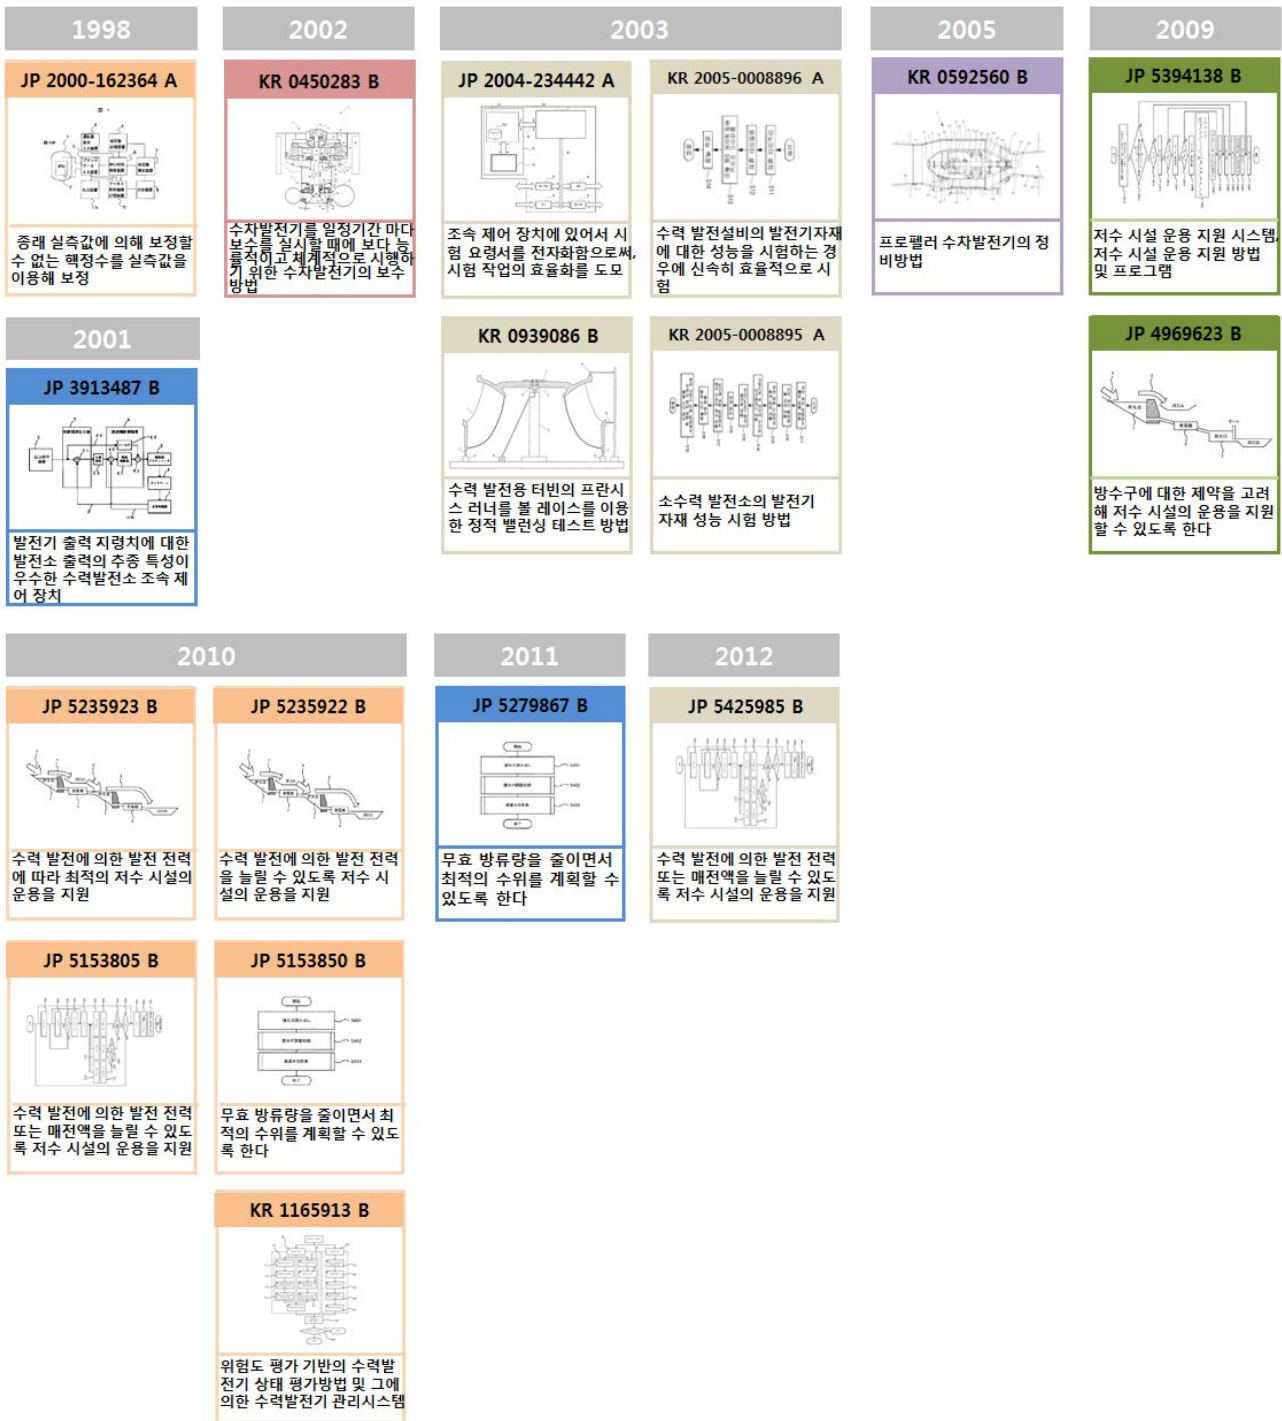 1998
JP 2000-162364 A
종래 실측값에 의해 보정할
수 없는 핵정수를 실측값을
이용해 보정
2001
JP 3913487 B
발전기 출력 지령치에 대한
발전소 출력의 추종 특성이
우수한 수력발전소 조속 제
어 장치
2002
KR 0450283 B
수차발전기를 일정기간 마다
보수를 실시할 때에 보다 능
률적이고 체계적으로 시행하
기 위한 수차발전기의 보수
방법
2003
JP 2004-234442 A
조속 제어 장치에 있어서 시
험 요령서를 전자화함으로써,
시험 작업의 효율화를 도모
KR 2005-0008896 A
수력 발전설비의 발전기자재
에 대한 성능을 시험하는 경
우에 신속히 효율적으로 시
험
KR 0939086 B
수력 발전용 터빈의 프란시
스 러너를 볼 레이스를 이용
한 정적 밸런싱 테스트 방법
KR 2005-0008895 A
소수력 발전소의 발전기
자재 성능 시험 방법
2005
KR 0592560 B
프로펠러 수차발전기의 정
비방법
2009
JP 5394138 B
저수 시설 운용 지원 시스템,
저수 시설 운용 지원 방법
및 프로그램
JP 4969623 B
방수구에 대한 제약을 고려
해 저수 시설의 운용을 지원
할 수 있도록 한다
2010
JP 5235923 B
수력 발전에 의한 발전 전력
에 따라 최적의 저수 시설의
운용을 지원
JP 5235922 B
수력 발전에 의한 발전 전력
을 늘릴 수 있도록 저수 시
설의 운용을 지원
JP 5153805 B
수력 발전에 의한 발전 전력
또는 매전액을 늘릴 수 있도
록 저수 시설의 운용을 지원
JP 5153850 B
무효 방류량을 줄이면서 최
적의 수위를 계획할 수 있도
록 한다
KR 1165913 B
위험도 평가 기반의 수력발
전기 상태 평가방법 및 그에
의한 수력발전기 관리시스템
2011
JP 5279867 B
무효 방류량을 줄이면서
최적의 수위를 계획할 수
있도록 한다
2012
JP 5425985 B
수력 발전에 의한 발전 전력
또는 매전액을 늘릴 수 있도
록 저수 시설의 운용을 지원